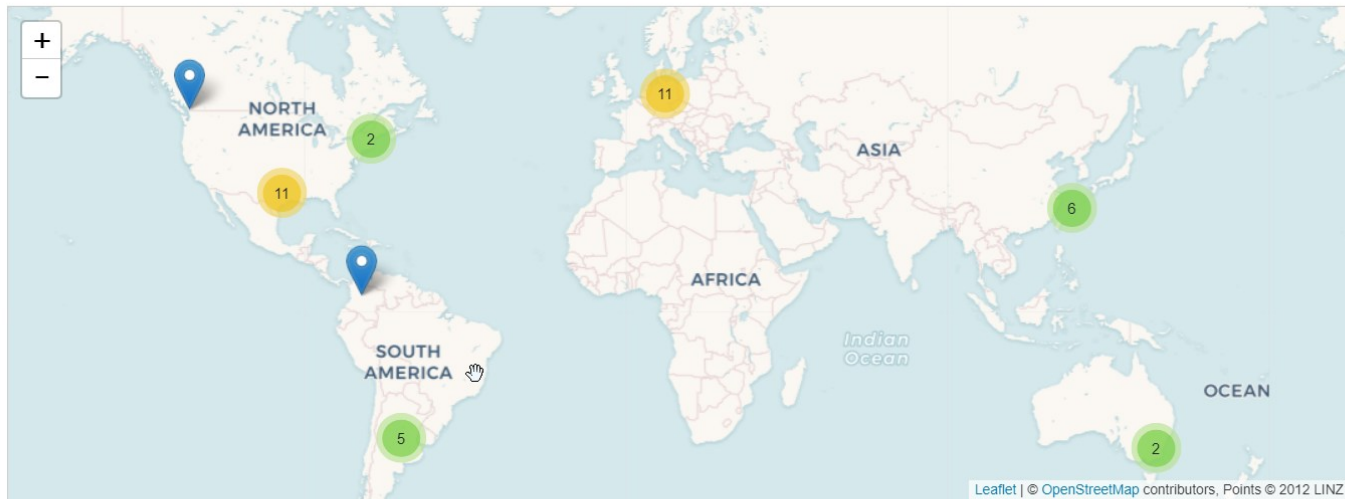 +
−
NORTH
AMERICA
2
11
11
ASIA
6
AFRICA
Indian
Ocean
SOUTH
AMERICA
OCEAN
5
2
Leaflet | © OpenStreetMap contributors, Points © 2012 LINZ